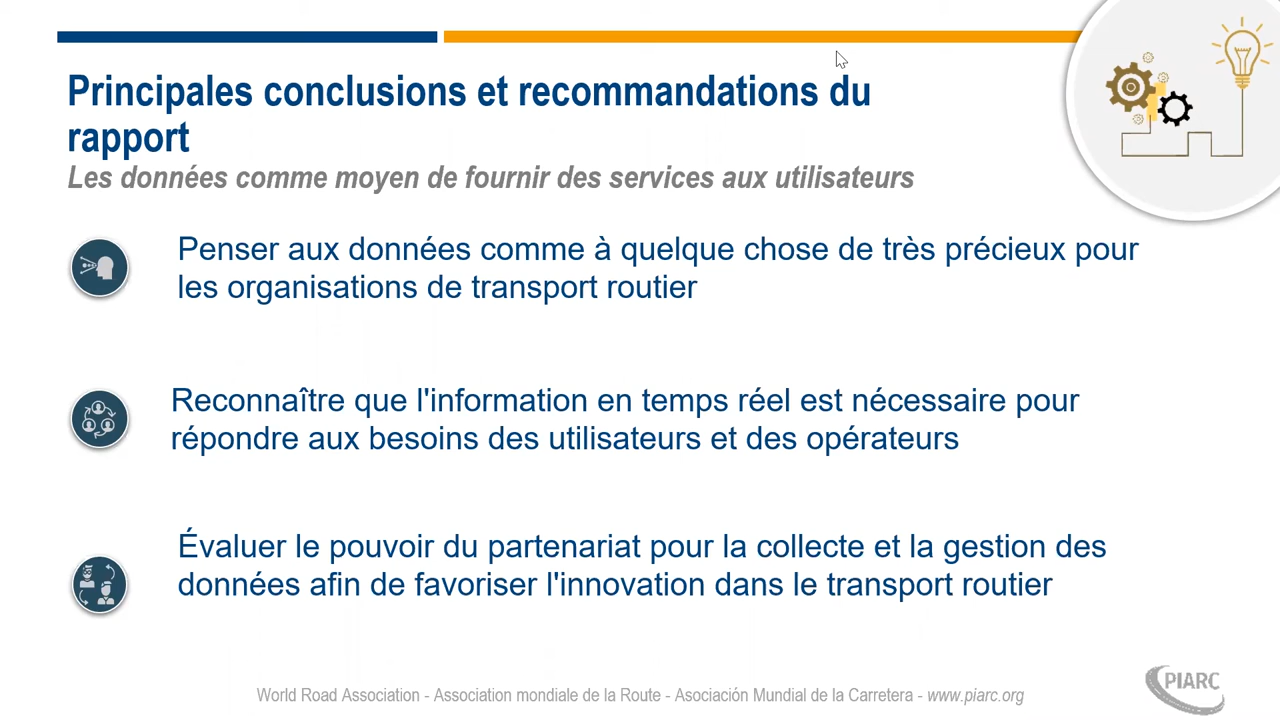 Principales conclusions et recommandations du
rapport
Les données comme moyen de fournir des services aux utilisateurs
Penser aux données comme à quelque chose de très précieux pour
les organisations de transport routier
Reconnaître que l'information en temps réel est nécessaire pour
répondre aux besoins des utilisateurs et des opérateurs
Évaluer le pouvoir du partenariat pour la collecte et la gestion des
données afin de favoriser l'innovation dans le transport routier
World Road Association - Association mondiale de la Route - Asociación Mundial de la Carretera - www.piarc.org
PIARC